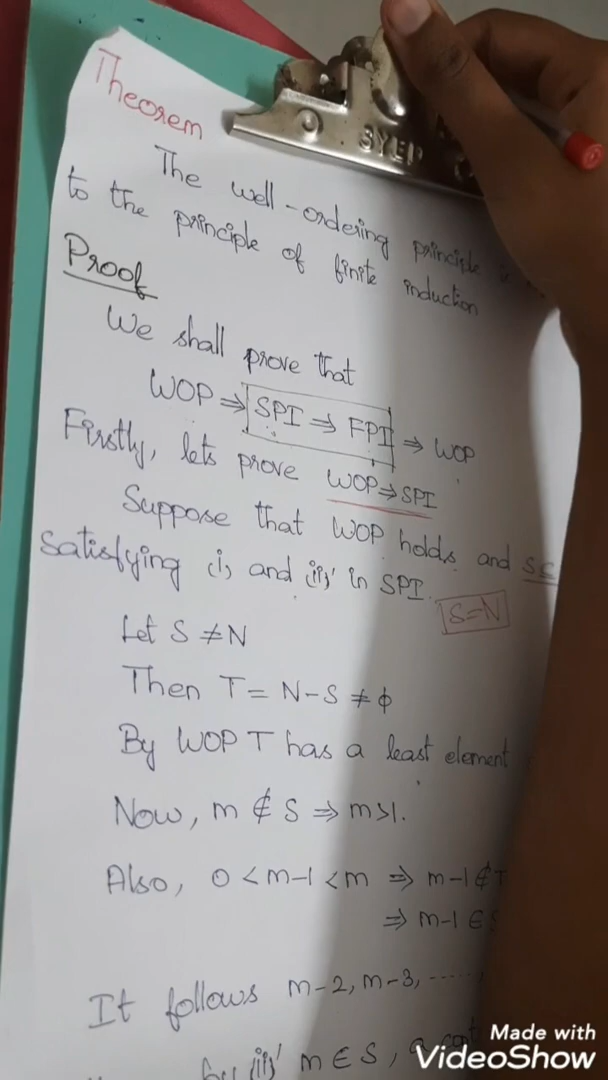 Theorem
The well-ordering principle
to the principle of finite induction
Proof
We shall prove that
WOP ⇒ SPI ⇒ FPI ⇒ WOP
Firstly, lets prove WOP⇒SPI
Suppose that WOP holds and S⊂
satisfying (i) and (ii)' in SPI.
S=N
Let S ≠ N
Then T = N-S ≠ ϕ
By WOP T has a least element
Now, m ∉ S ⇒ m>1.
Also, 0 < m-1 < m ⇒ m-1 ∉ T
⇒ m-1 ∈ S
It follows m-2, m-3, ......
by (ii)' m ∈ S, a
SYEP
Made with
VideoShow